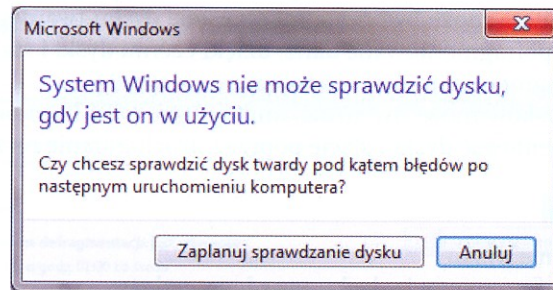 Microsoft Windows
System Windows nie może sprawdzić dysku,
gdy jest on w użyciu.
Czy chcesz sprawdzić dysk twardy pod kątem błędów po
następnym uruchomieniu komputera?
Zaplanuj sprawdzanie dysku Anuluj